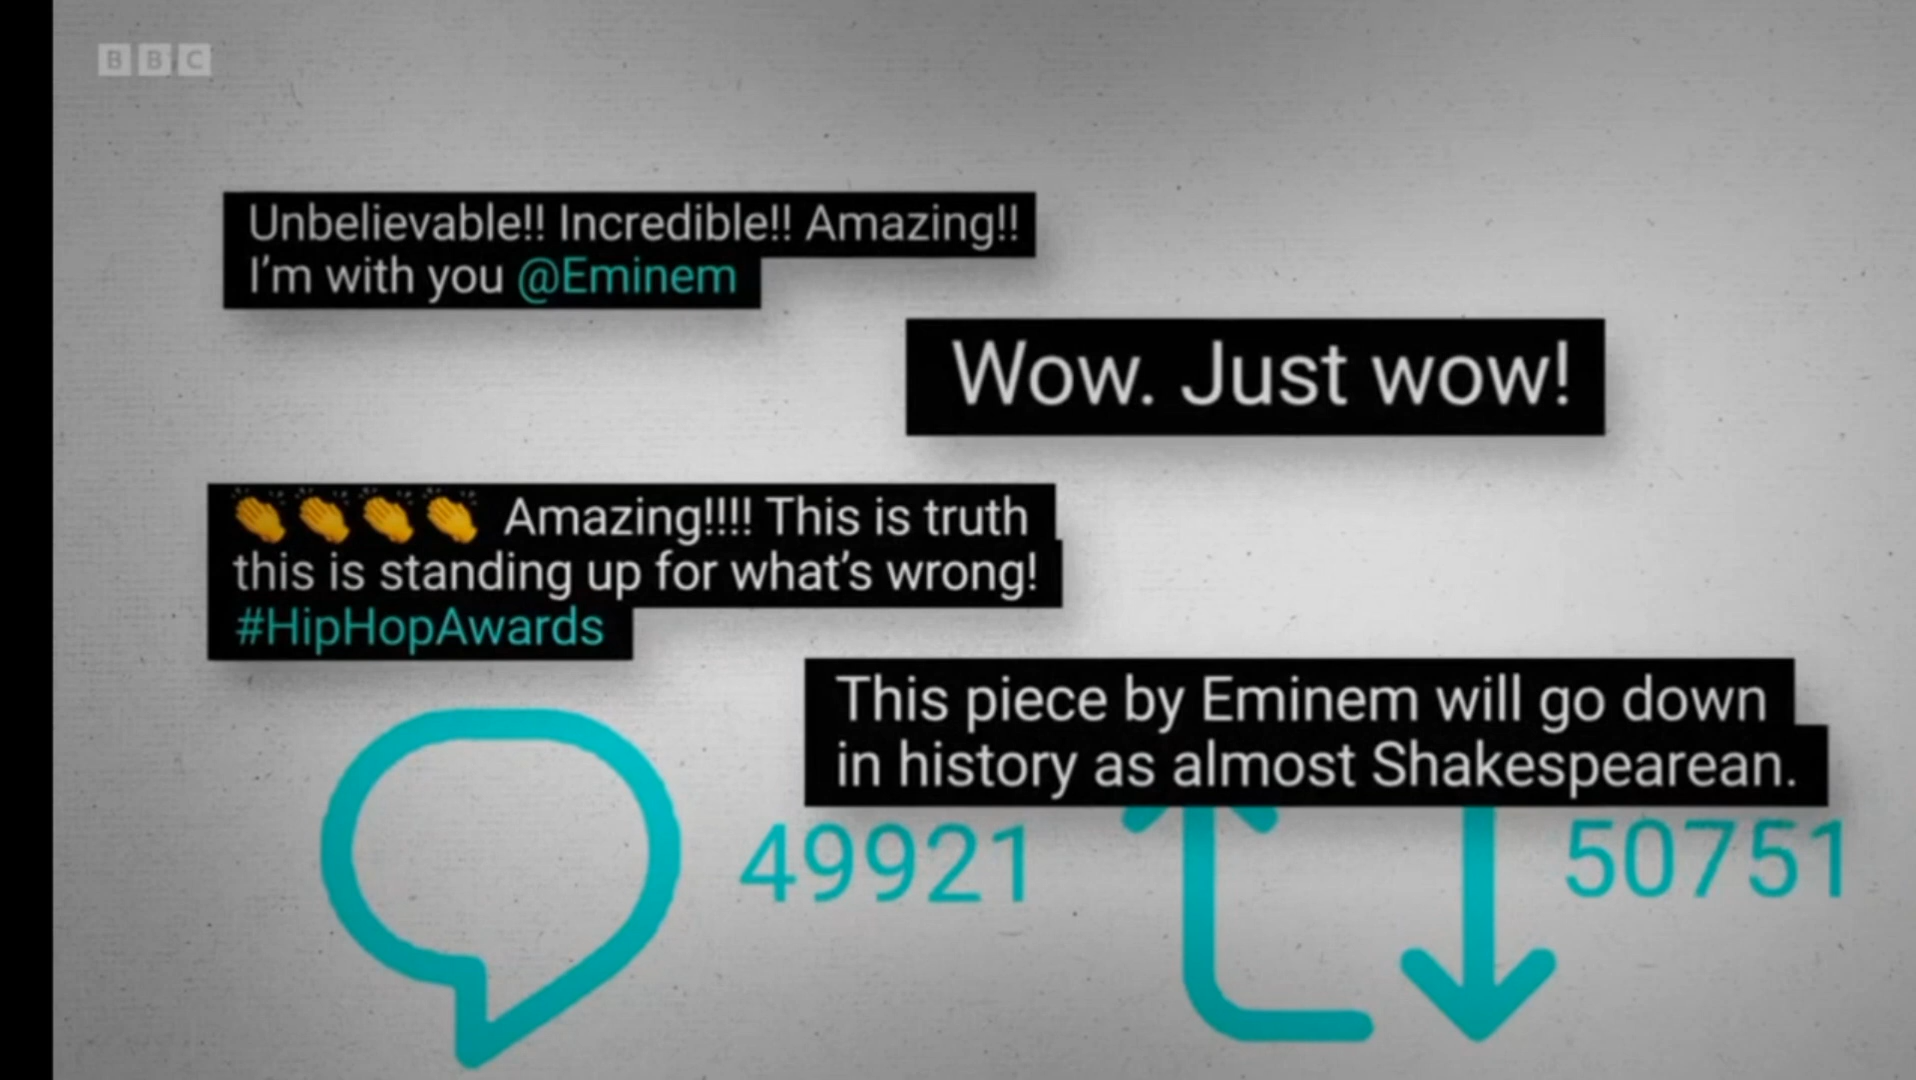 BBC
Unbelievable!! Incredible!! Amazing!!
I’m with you @Eminem
Wow. Just wow!
👏👏👏👏 Amazing!!!! This is truth
this is standing up for what’s wrong!
#HipHopAwards
This piece by Eminem will go down
in history as almost Shakespearean.
49921
50751